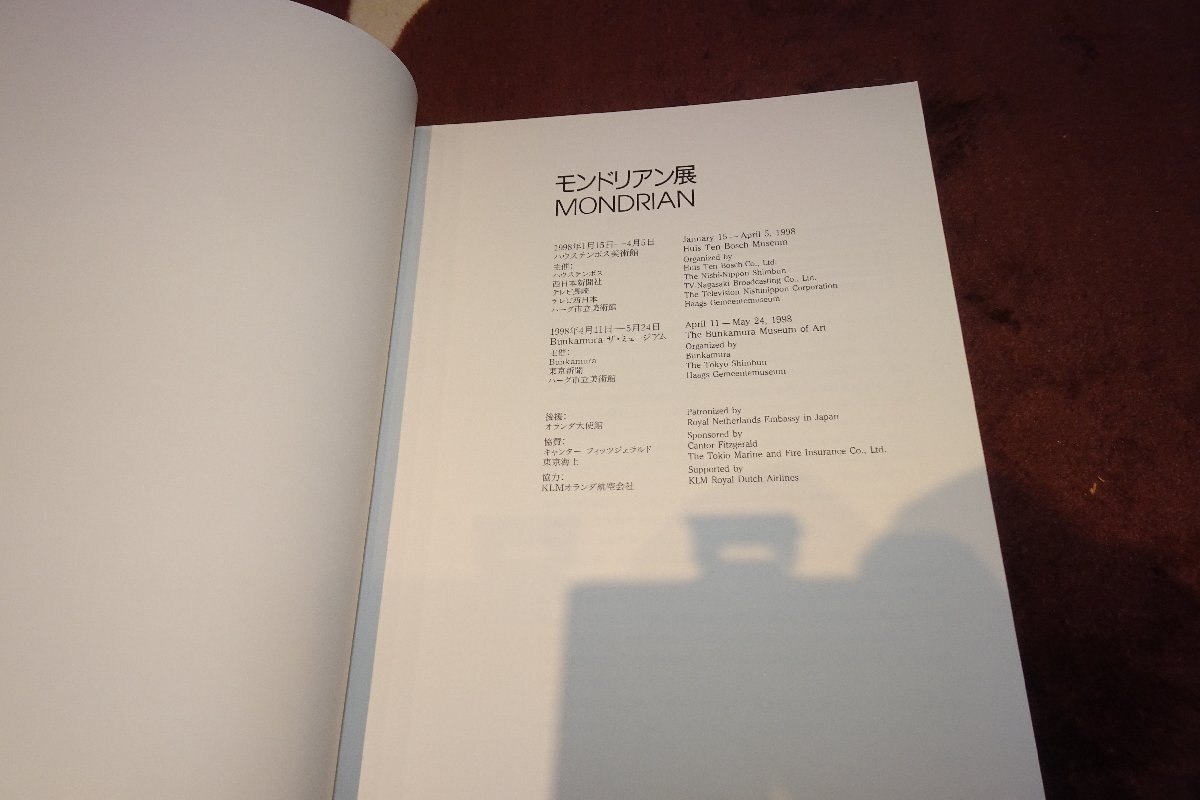 モンドリアン展
MONDRIAN
1998年1月15日—4月5日
ハウステンボス美術館
主催:
ハウステンボス
西日本新聞社
テレビ長崎
テレビ西日本
ハーグ市立美術館
January 15 — April 5, 1998
Huis Ten Bosch Museum
Organized by
Huis Ten Bosch Co., Ltd.
The Nishi-Nippon Shimbun
TV-Nagasaki Broadcasting Co., Ltd.
The Television Nishinippon Corporation
Haags Gemeentemuseum
1998年4月11日—5月24日
Bunkamura ザ・ミュージアム
主催:
Bunkamura
東京新聞
ハーグ市立美術館
April 11 — May 24, 1998
The Bunkamura Museum of Art
Organized by
Bunkamura
The Tokyo Shimbun
Haags Gemeentemuseum
後援:
オランダ大使館
協賛:
キャンター フィッツジェラルド
東京海上
協力:
KLMオランダ航空会社
Patronized by
Royal Netherlands Embassy in Japan
Sponsored by
Cantor Fitzgerald
The Tokio Marine and Fire Insurance Co., Ltd.
Supported by
KLM Royal Dutch Airlines